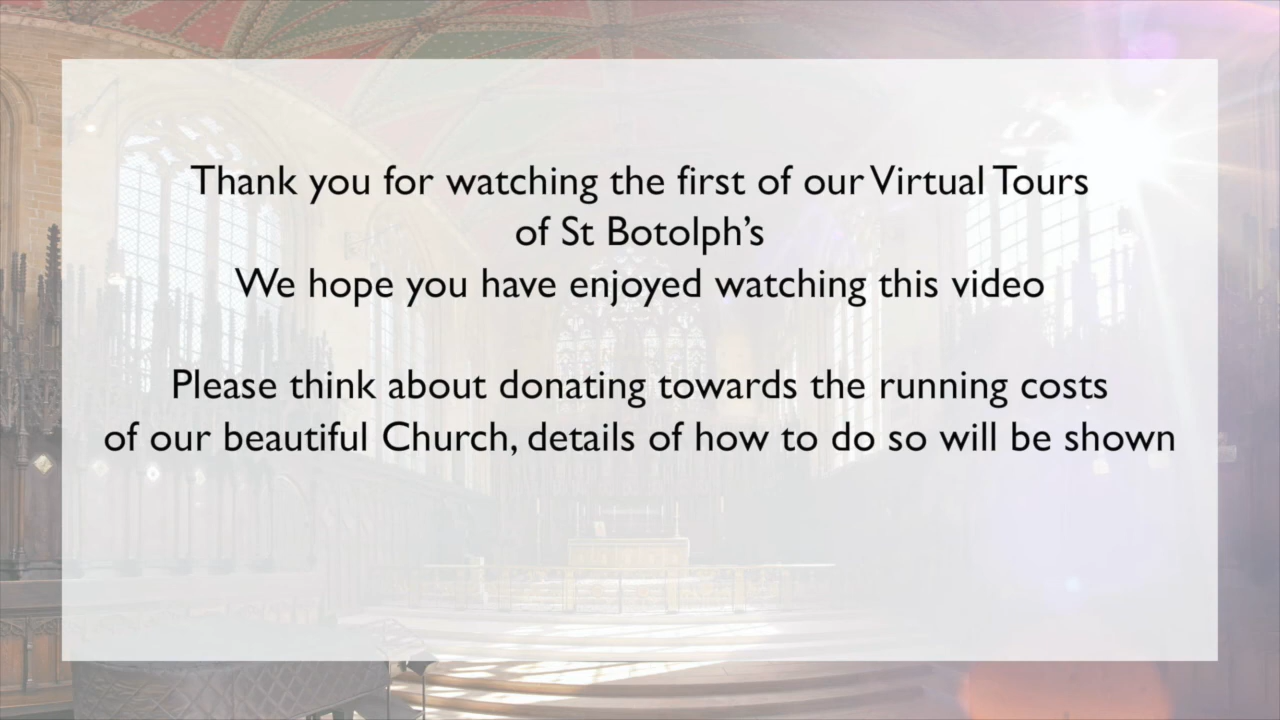 Thank you for watching the first of our Virtual Tours
of St Botolph’s
We hope you have enjoyed watching this video
Please think about donating towards the running costs
of our beautiful Church, details of how to do so will be shown